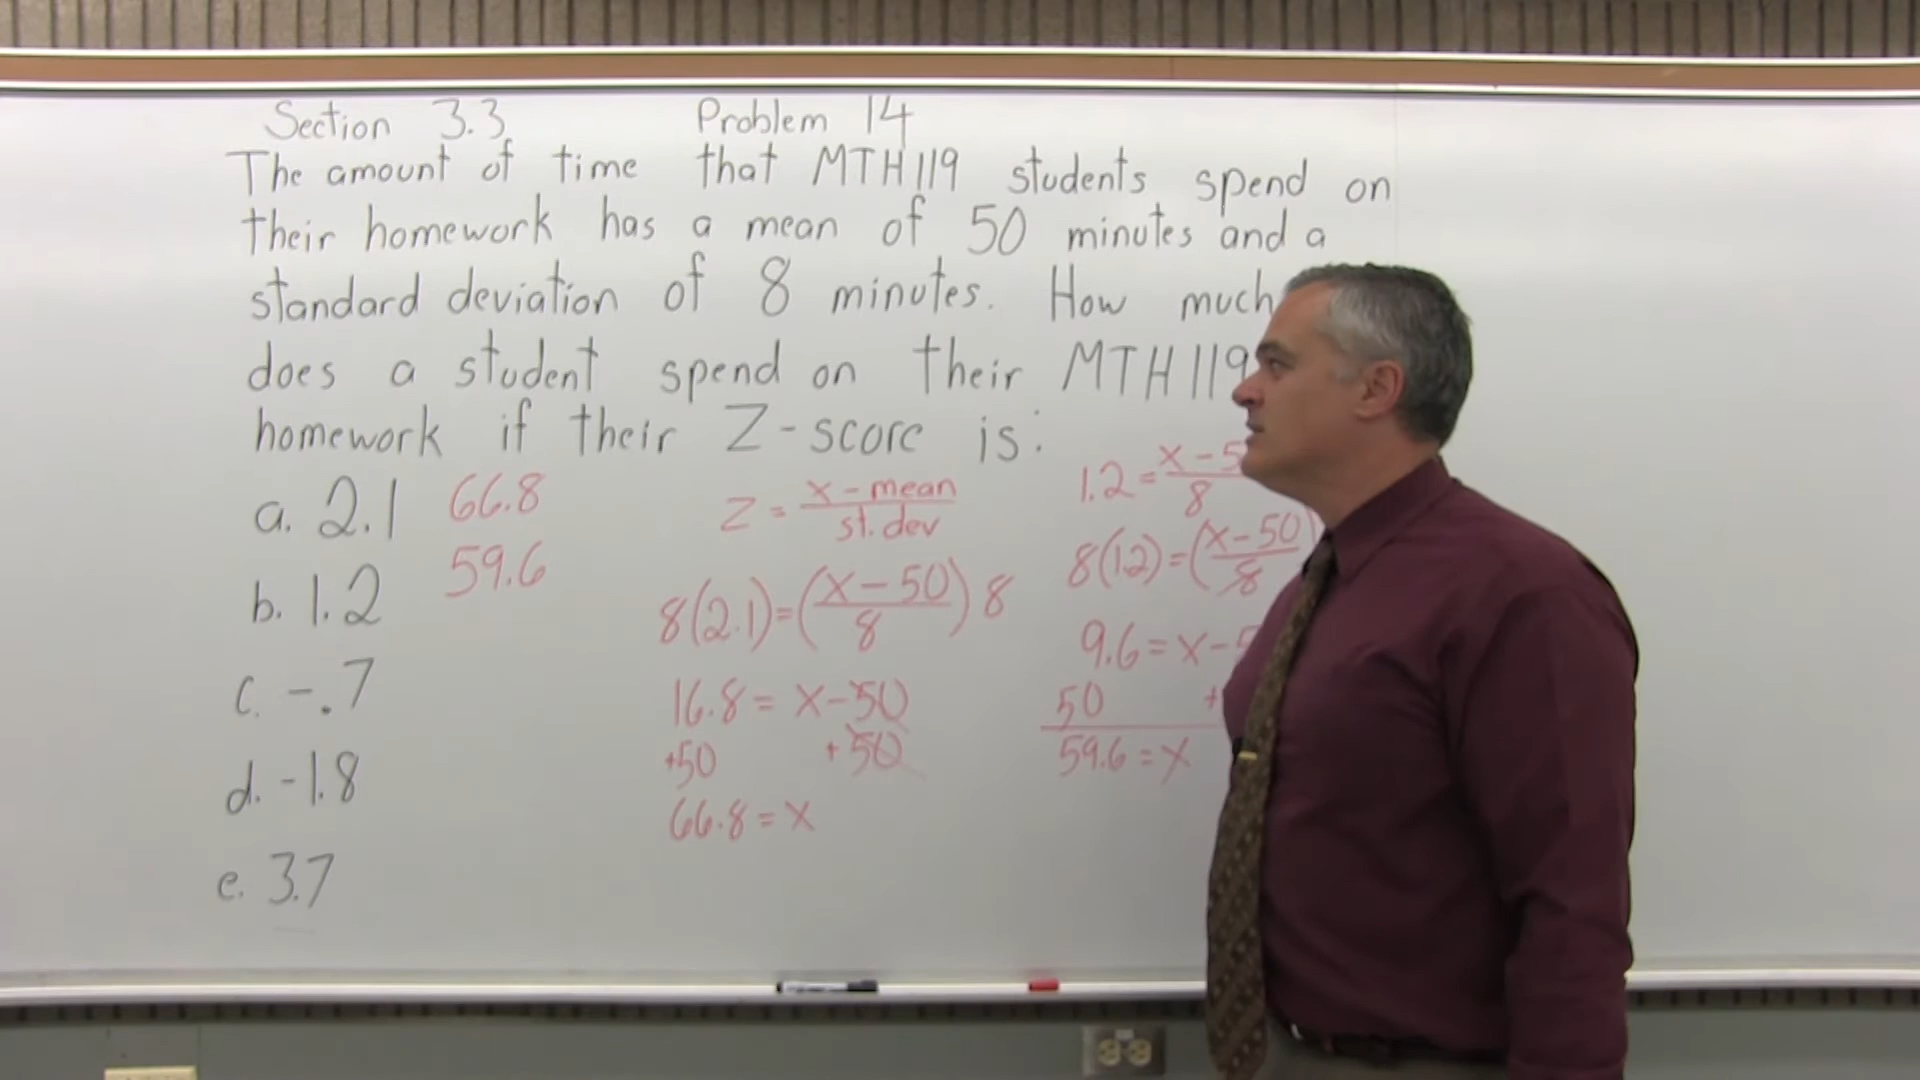 Section 3.3 Problem 14
The amount of time that MTH119 students spend on
their homework has a mean of 50 minutes and a
standard deviation of 8 minutes. How much
does a student spend on their MTH119
homework if their Z-score is:
a. 2.1 66.8
b. 1.2 59.6
c. -.7
d. -1.8
e. 3.7
Z = x - mean
st. dev
8(2.1)=(x-50)8
8
16.8 = x-50
+50 +50
66.8 = x
1.2 = x-5
8
8(1.2)=(x-50)
8
9.6 = x-5
50 +
59.6 = x